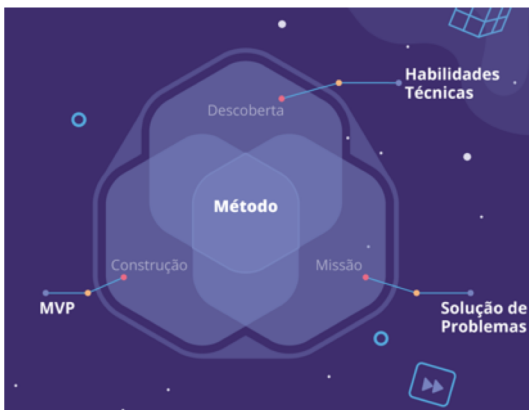 Habilidades
Técnicas
Descoberta
Método
Construção
Missão
MVP
Solução de
Problemas